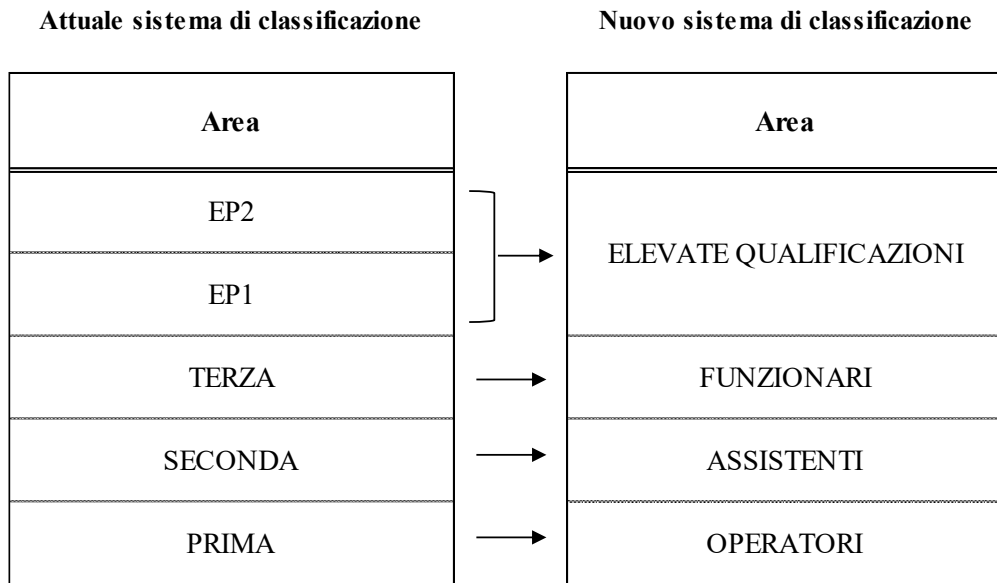 Attuale sistema di classificazione
Nuovo sistema di classificazione
Area
Area
EP2
EP1
ELEVATE QUALIFICAZIONI
TERZA
FUNZIONARI
SECONDA
ASSISTENTI
PRIMA
OPERATORI